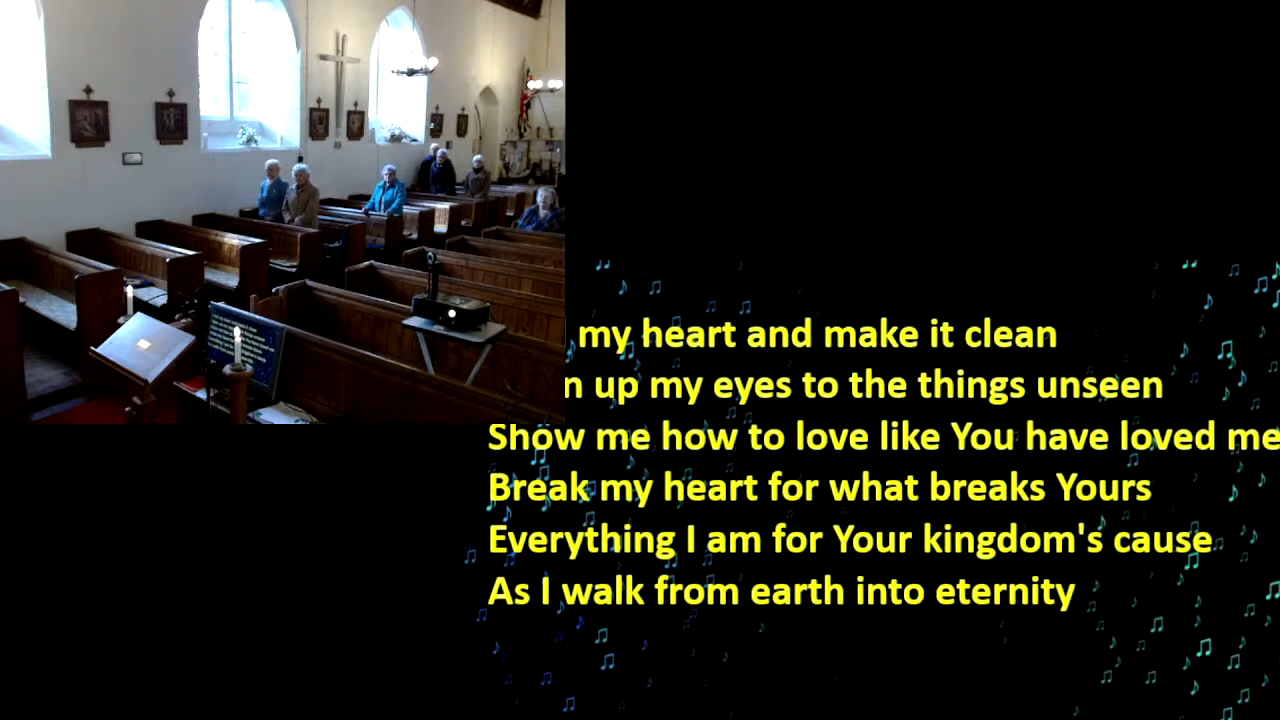 my heart and make it clean
n up my eyes to the things unseen
Show me how to love like You have loved me
Break my heart for what breaks Yours
Everything I am for Your kingdom's cause
As I walk from earth into eternity